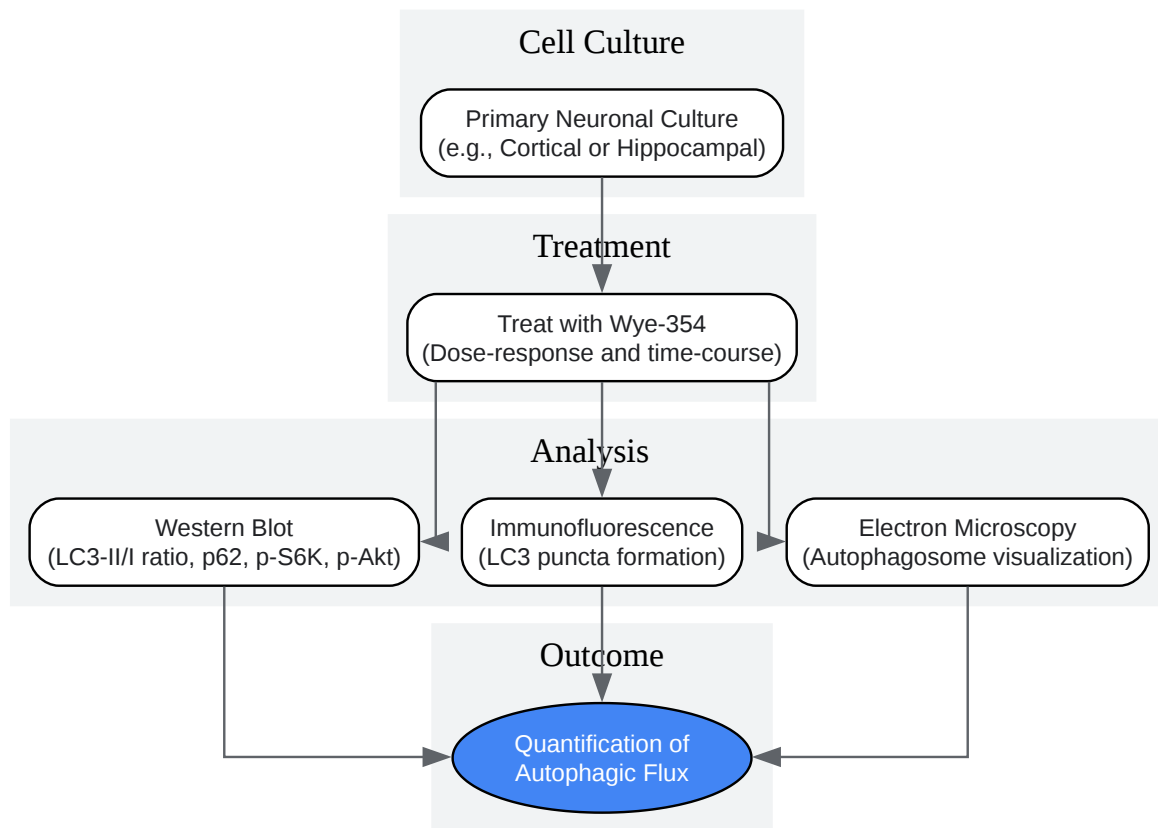 Cell Culture
Primary Neuronal Culture
(e.g., Cortical or Hippocampal)
Treatment
Treat with Wye-354
(Dose-response and time-course)
Analysis
Western Blot
(LC3-II/I ratio, p62, p-S6K, p-Akt)
Immunofluorescence
(LC3 puncta formation)
Electron Microscopy
(Autophagosome visualization)
Outcome
Quantification of
Autophagic Flux